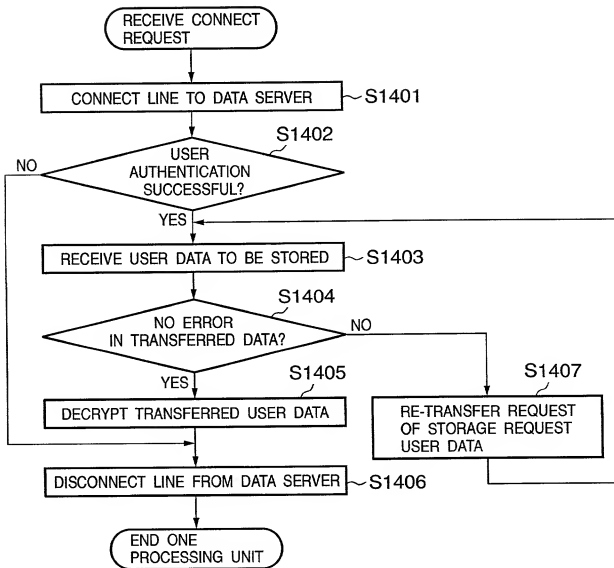 RECEIVE CONNECT
REQUEST
CONNECT LINE TO DATA SERVER
S1401
S1402
NO
USER
AUTHENTICATION
SUCCESSFUL?
YES
RECEIVE USER DATA TO BE STORED
S1403
S1404
NO ERROR
IN TRANSFERRED DATA?
NO
YES
S1405
DECRYPT TRANSFERRED USER DATA
S1407
RE-TRANSFER REQUEST
OF STORAGE REQUEST
USER DATA
DISCONNECT LINE FROM DATA SERVER
S1406
END ONE
PROCESSING UNIT